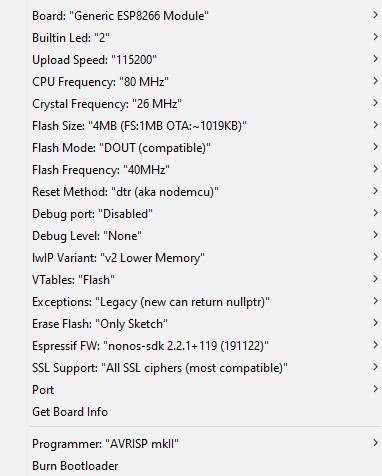 Board: "Generic ESP8266 Module"
Builtin Led: "2"
Upload Speed: "115200"
CPU Frequency: "80 MHz"
Crystal Frequency: "26 MHz"
Flash Size: "4MB (FS:1MB OTA:~1019KB)"
Flash Mode: "DOUT (compatible)"
Flash Frequency: "40MHz"
Reset Method: "dtr (aka nodemcu)"
Debug port: "Disabled"
Debug Level: "None"
lwIP Variant: "v2 Lower Memory"
VTables: "Flash"
Exceptions: "Legacy (new can return nullptr)"
Erase Flash: "Only Sketch"
Espressif FW: "nonos-sdk 2.2.1+119 (191122)"
SSL Support: "All SSL ciphers (most compatible)"
Port
Get Board Info
Programmer: "AVRISP mkII"
Burn Bootloader